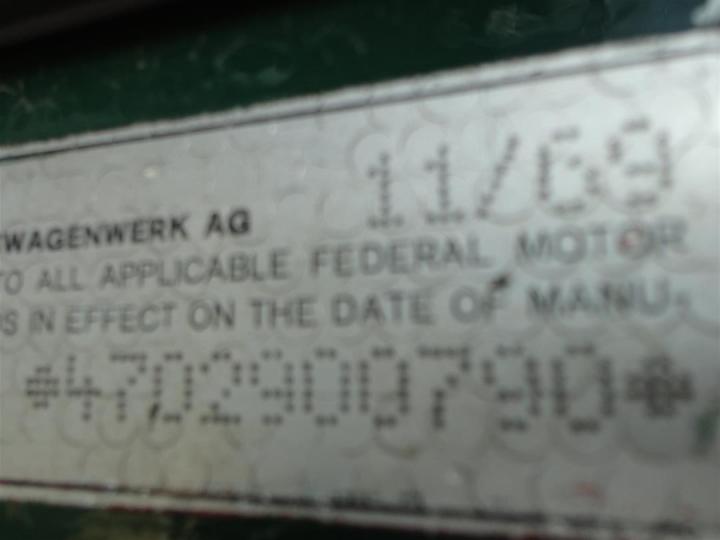 11/69
WAGENWERK AG
TO ALL APPLICABLE FEDERAL MOTOR
IN EFFECT ON THE DATE OF MANU-
*4702900790*